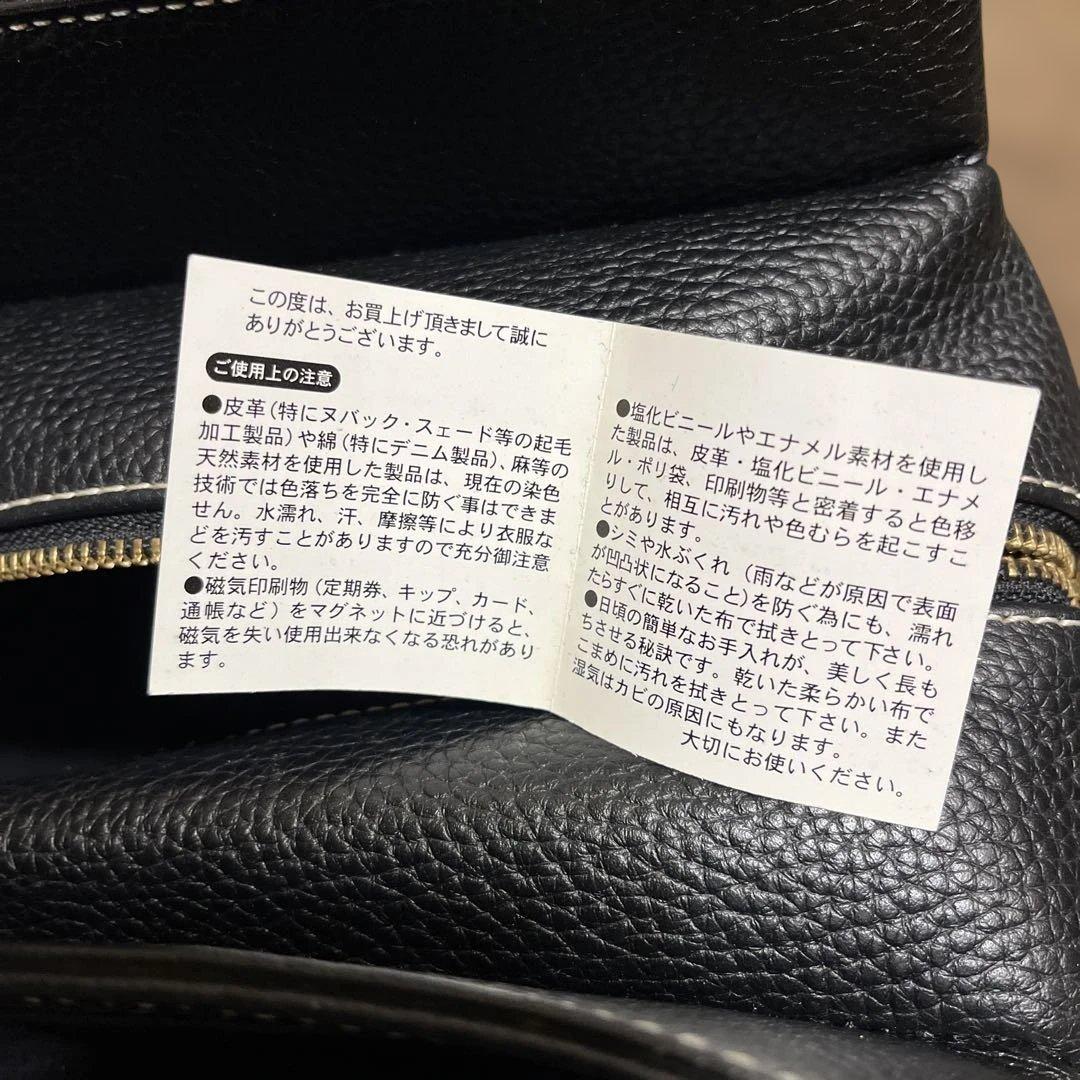 この度は、お買上げ頂きまして誠に
ありがとうございます。
ご使用上の注意
●皮革(特にヌバック・スェード等の起毛
加工製品)や綿(特にデニム製品)、麻等の
天然素材を使用した製品は、現在の染色
技術では色落ちを完全に防ぐ事はできま
せん。水濡れ、汗、摩擦等により衣服な
どを汚すことがありますので充分御注意
ください。
●磁気印刷物(定期券、キップ、カード、
通帳など)をマグネットに近づけると、
磁気を失い使用出来なくなる恐れがあり
ます。
●塩化ビニールやエナメル素材を使用し
た製品は、皮革・塩化ビニール・エナメ
ル・ポリ袋、印刷物等と密着すると色移
りして、相互に汚れや色むらを起こすこ
とがあります。
●シミや水ぶくれ(雨などが原因で表面
が凹凸状になること)を防ぐ為にも、濡れ
たらすぐに乾いた布で拭きとって下さい。
●日頃の簡単なお手入れが、美しく長も
ちさせる秘訣です。乾いた柔らかい布で
こまめに汚れを拭きとって下さい。また
湿気はカビの原因にもなります。
大切にお使いください。